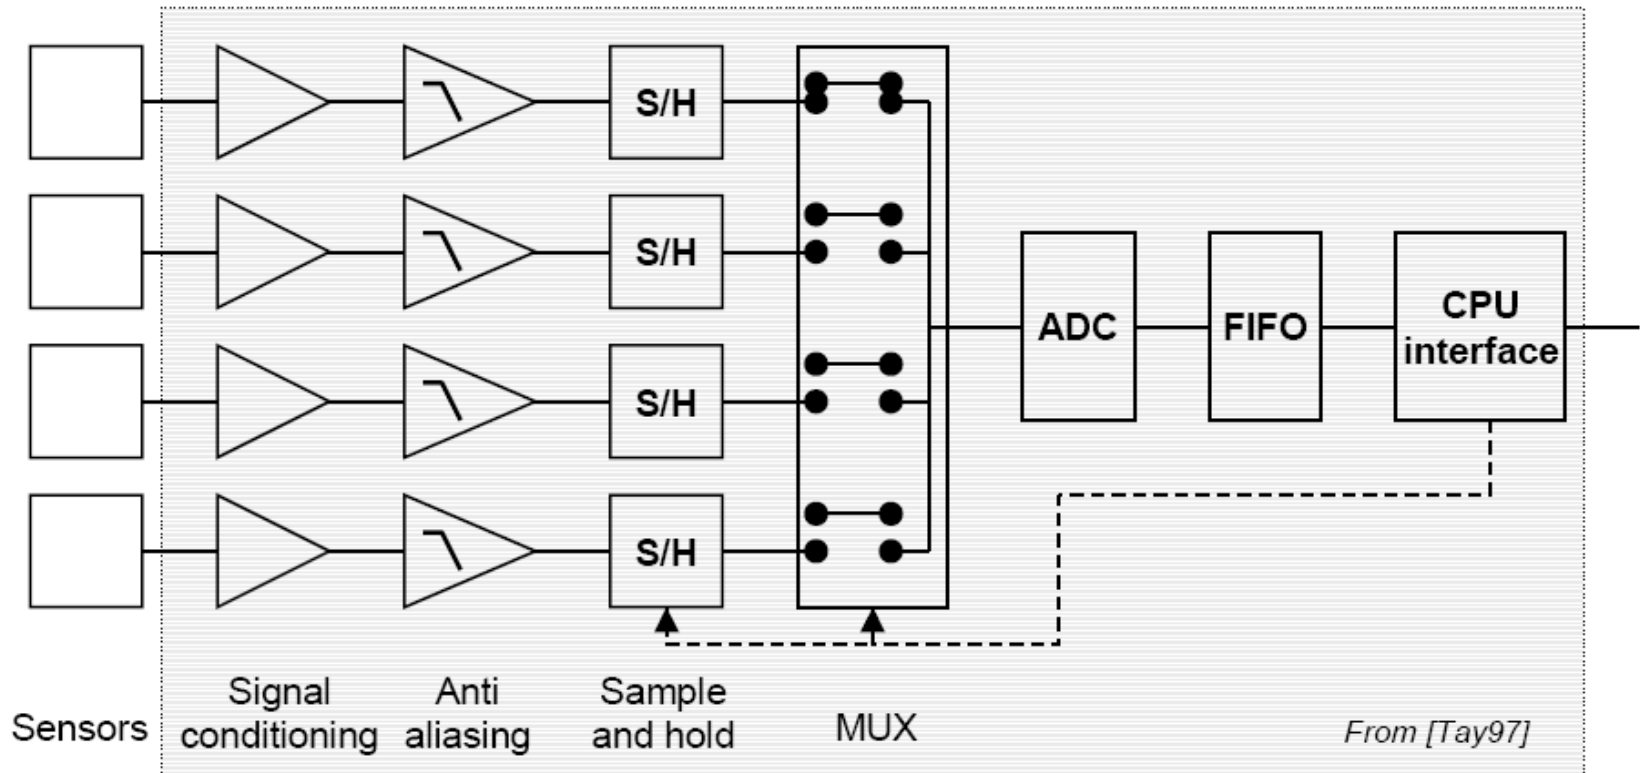 S/H
S/H
S/H
S/H
ADC
FIFO
CPU
interface
Sensors
Signal
conditioning
Anti
aliasing
Sample
and hold
MUX
From [Tay97]